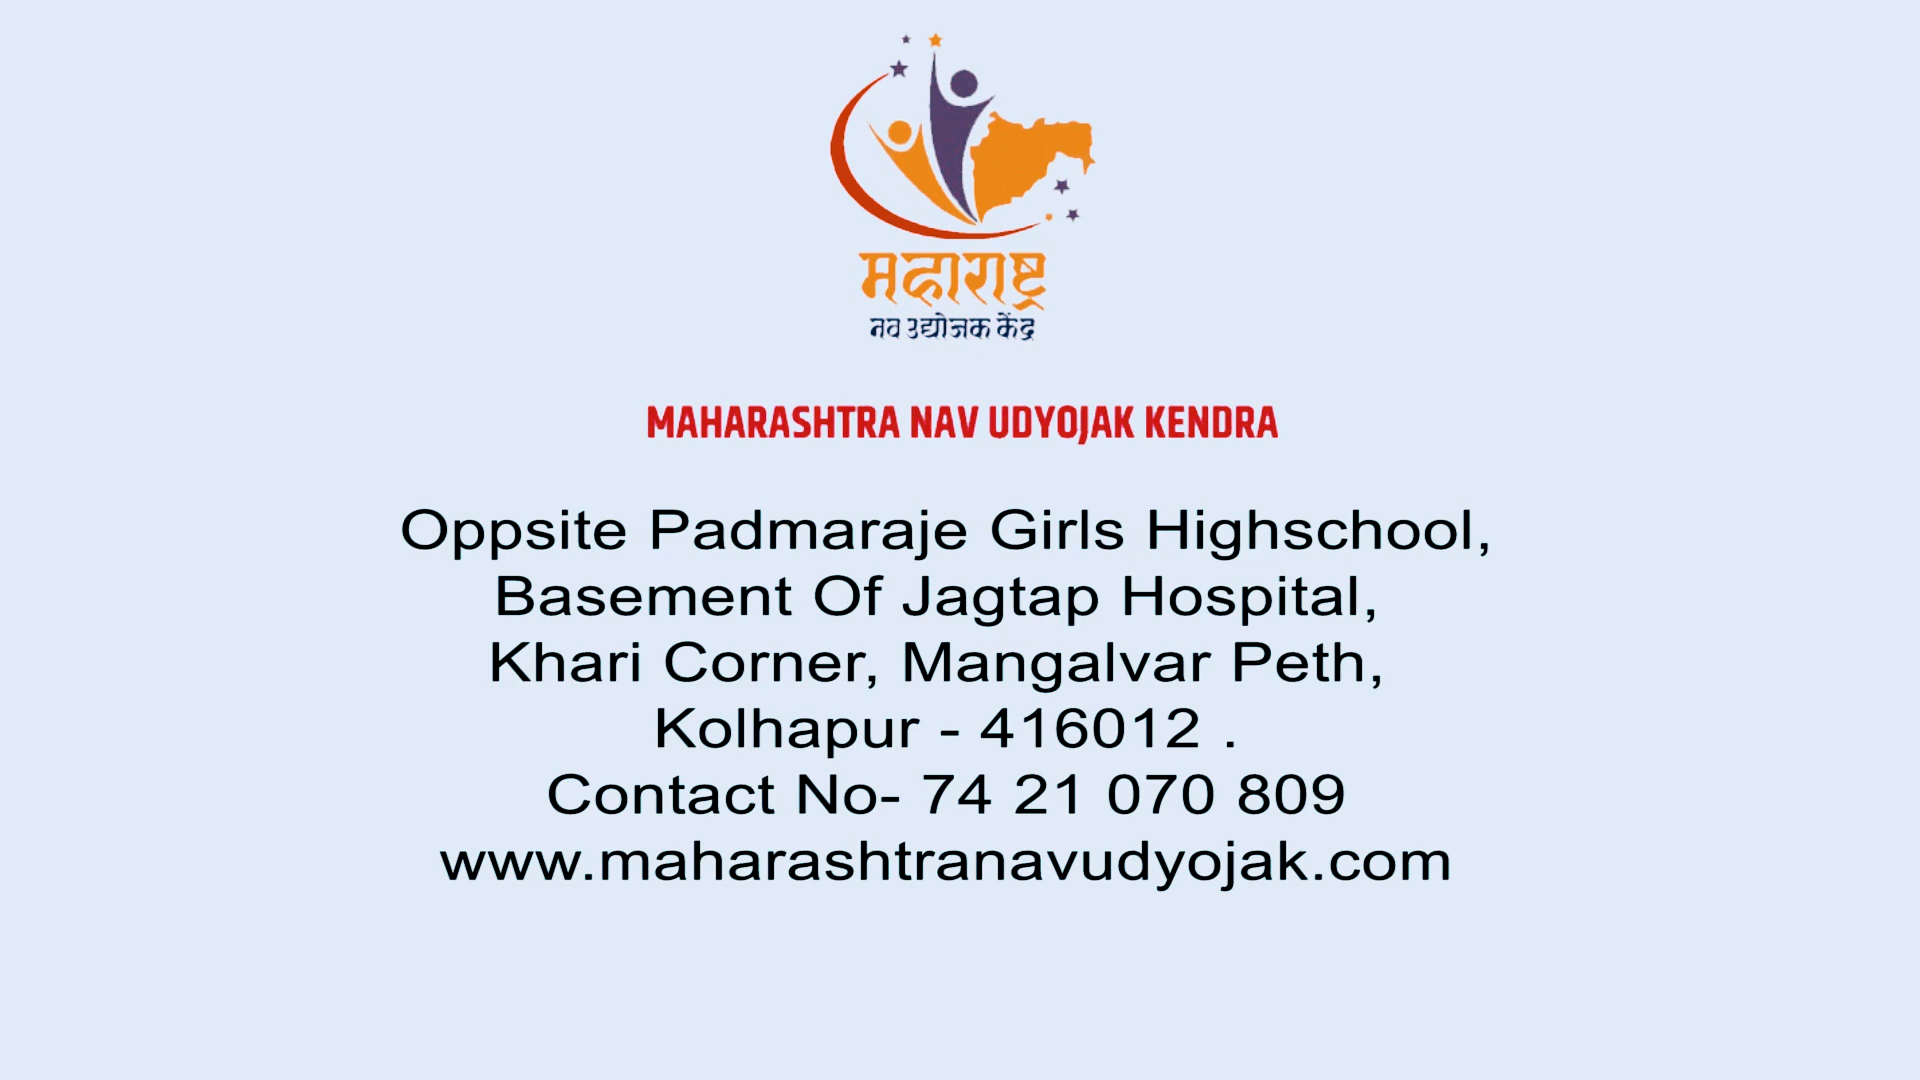 महाराष्ट्र
नव उद्योजक केंद्र
MAHARASHTRA NAV UDYOJAK KENDRA
Oppsite Padmaraje Girls Highschool,
Basement Of Jagtap Hospital,
Khari Corner, Mangalvar Peth,
Kolhapur - 416012 .
Contact No- 74 21 070 809
www.maharashtranavudyojak.com